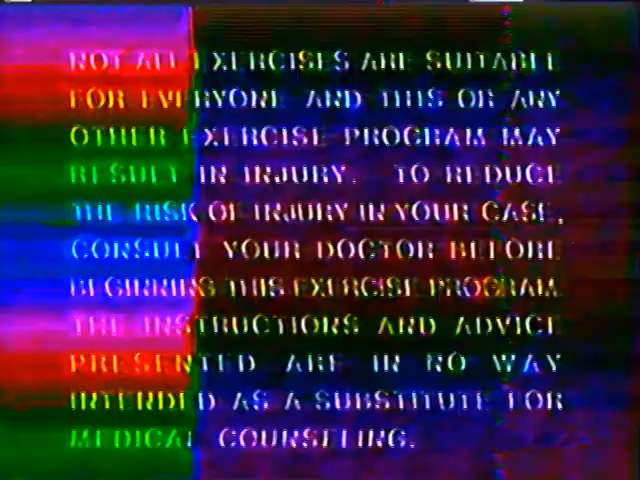 NOT ALL EXERCISES ARE SUITABLE
FOR EVERYONE AND THIS OR ANY
OTHER EXERCISE PROGRAM MAY
RESULT IN INJURY. TO REDUCE
THE RISK OF INJURY IN YOUR CASE,
CONSULT YOUR DOCTOR BEFORE
BEGINNING THIS EXERCISE PROGRAM.
THE INSTRUCTIONS AND ADVICE
PRESENTED ARE IN NO WAY
INTENDED AS A SUBSTITUTE FOR
MEDICAL COUNSELING.